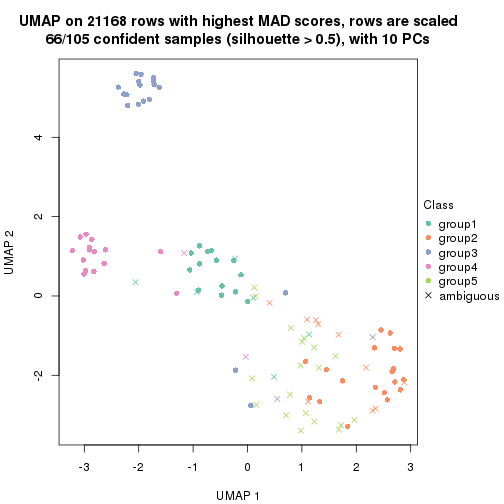 UMAP on 21168 rows with highest MAD scores, rows are scaled
66/105 confident samples (silhouette > 0.5), with 10 PCs
UMAP 2
4
2
0
-2
-3
-2
-1
0
1
2
3
UMAP 1
Class
group1
group2
group3
group4
group5
ambiguous